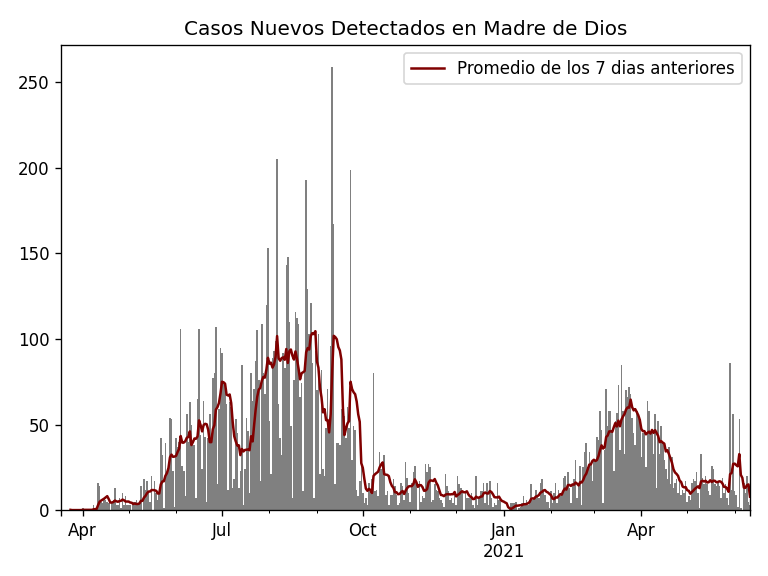 Casos Nuevos Detectados en Madre de Dios
Promedio de los 7 dias anteriores
250
200
150
100
50
0
Apr Jul Oct Jan Apr
2021